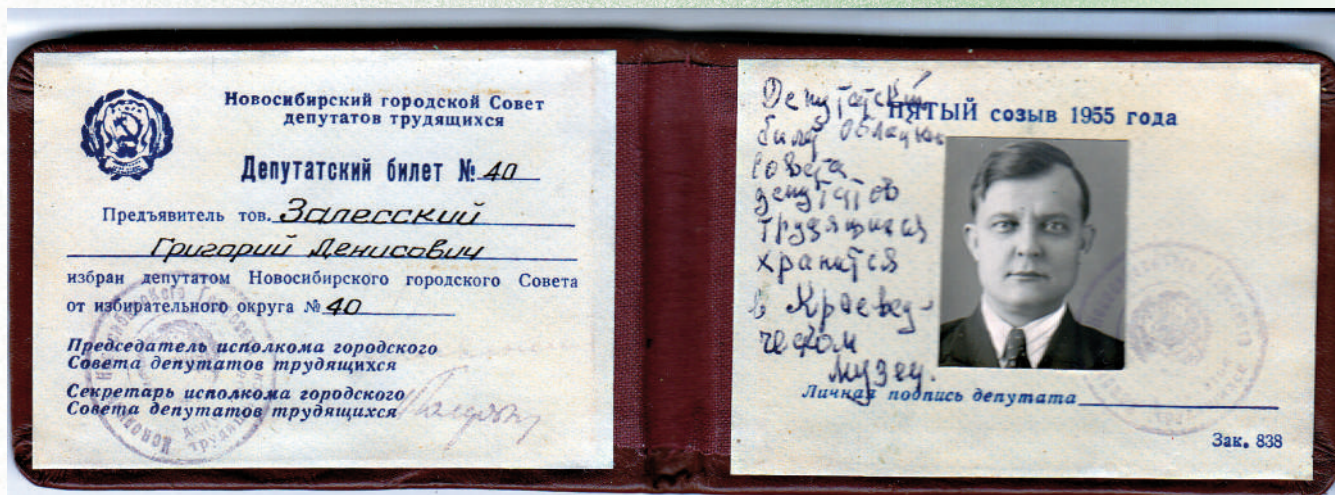 Новосибирский городской Совет
депутатов трудящихся
Депутатский билет № 40
Предъявитель тов. Залесский
Григорий Денисович
избран депутатом Новосибирского городского Совета
от избирательного округа № 40
Председатель исполкома городского
Совета депутатов трудящихся
Секретарь исполкома городского
Совета депутатов трудящихся
ПЯТЫЙ созыв 1955 года
Депутатский
билет
Совета
депутатов
трудящихся
хранится
в Краевед-
ческом
музеу.
Личная подпись депутата
Зак. 838